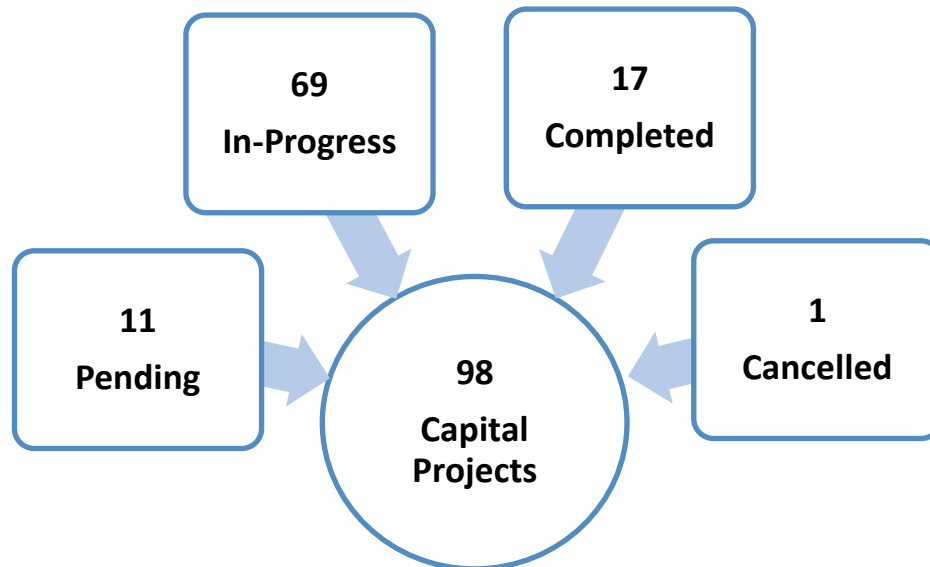 69
In-Progress
17
Completed
11
Pending
1
Cancelled
98
Capital
Projects